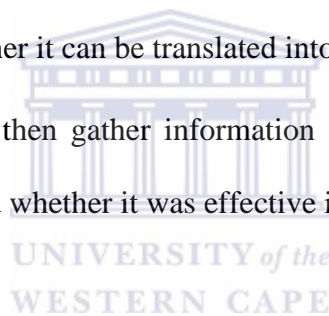 her it can be translated into
then gather information
whether it was effective i
UNIVERSITY of the
WESTERN CAPE